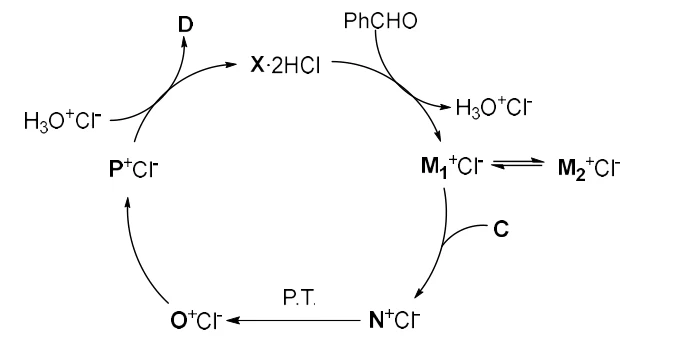 D
PhCHO
X·2HCl
H₃O⁺Cl⁻
H₃O⁺Cl⁻
P⁺Cl⁻
M₁⁺Cl⁻
M₂⁺Cl⁻
C
P.T.
O⁺Cl⁻
N⁺Cl⁻